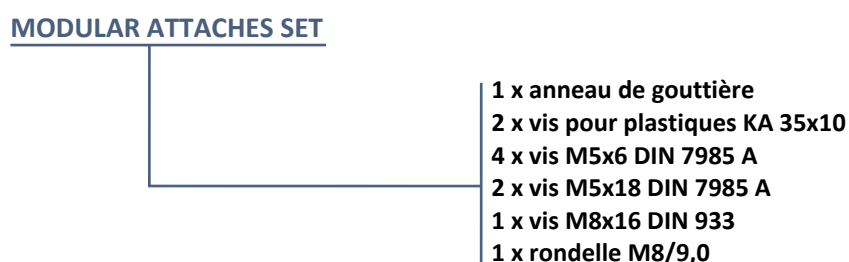 MODULAR ATTACHES SET
1 x anneau de gouttière
2 x vis pour plastiques KA 35x10
4 x vis M5x6 DIN 7985 A
2 x vis M5x18 DIN 7985 A
1 x vis M8x16 DIN 933
1 x rondelle M8/9,0